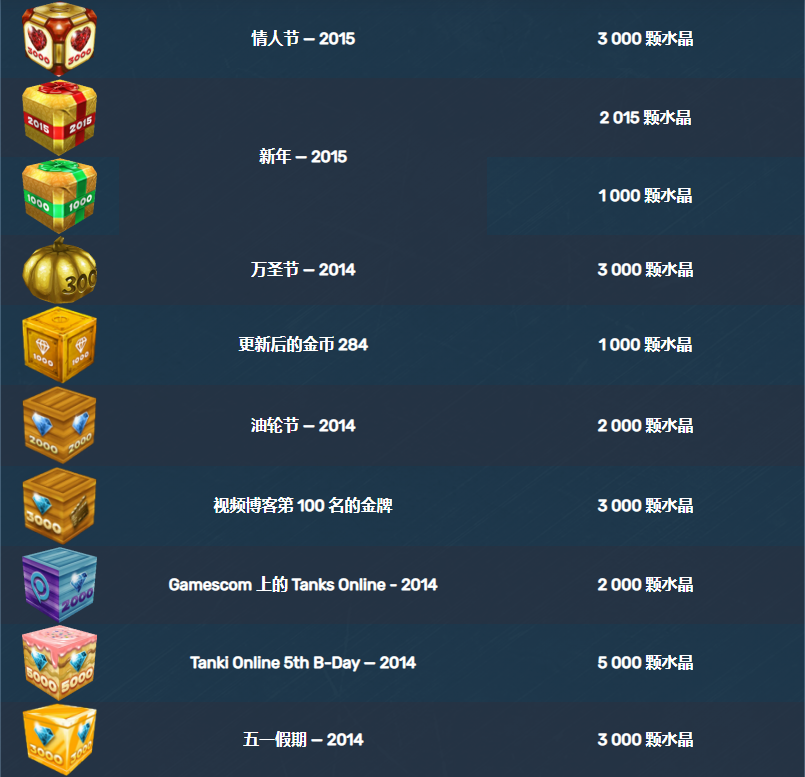 3000 3000
情人节 — 2015
3 000 颗水晶
2015 2015
2 015 颗水晶
新年 — 2015
1000 1000
1 000 颗水晶
300
万圣节 — 2014
3 000 颗水晶
1000 1000
更新后的金币 284
1 000 颗水晶
2000 2000
油轮节 — 2014
2 000 颗水晶
3000
视频博客第 100 名的金牌
3 000 颗水晶
2000
Gamescom 上的 Tanks Online - 2014
2 000 颗水晶
5000 5000
Tanki Online 5th B-Day — 2014
5 000 颗水晶
3000 3000
五一假期 — 2014
3 000 颗水晶